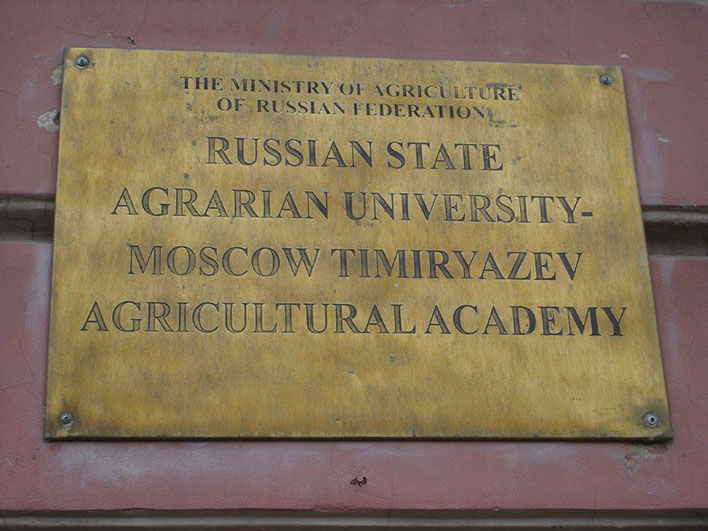 THE MINISTRY OF AGRICULTURE
OF RUSSIAN FEDERATION
RUSSIAN STATE
AGRARIAN UNIVERSITY-
MOSCOW TIMIRYAZEV
AGRICULTURAL ACADEMY